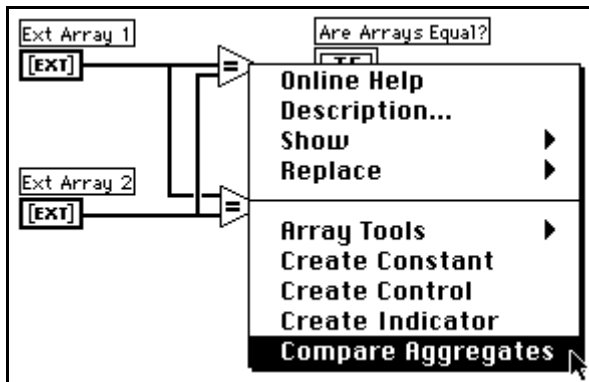 Ext Array 1
Are Arrays Equal?
[EXT]
TF
=
Online Help
Description...
Show
Replace
Ext Array 2
[EXT]
=
Array Tools
Create Constant
Create Control
Create Indicator
Compare Aggregates